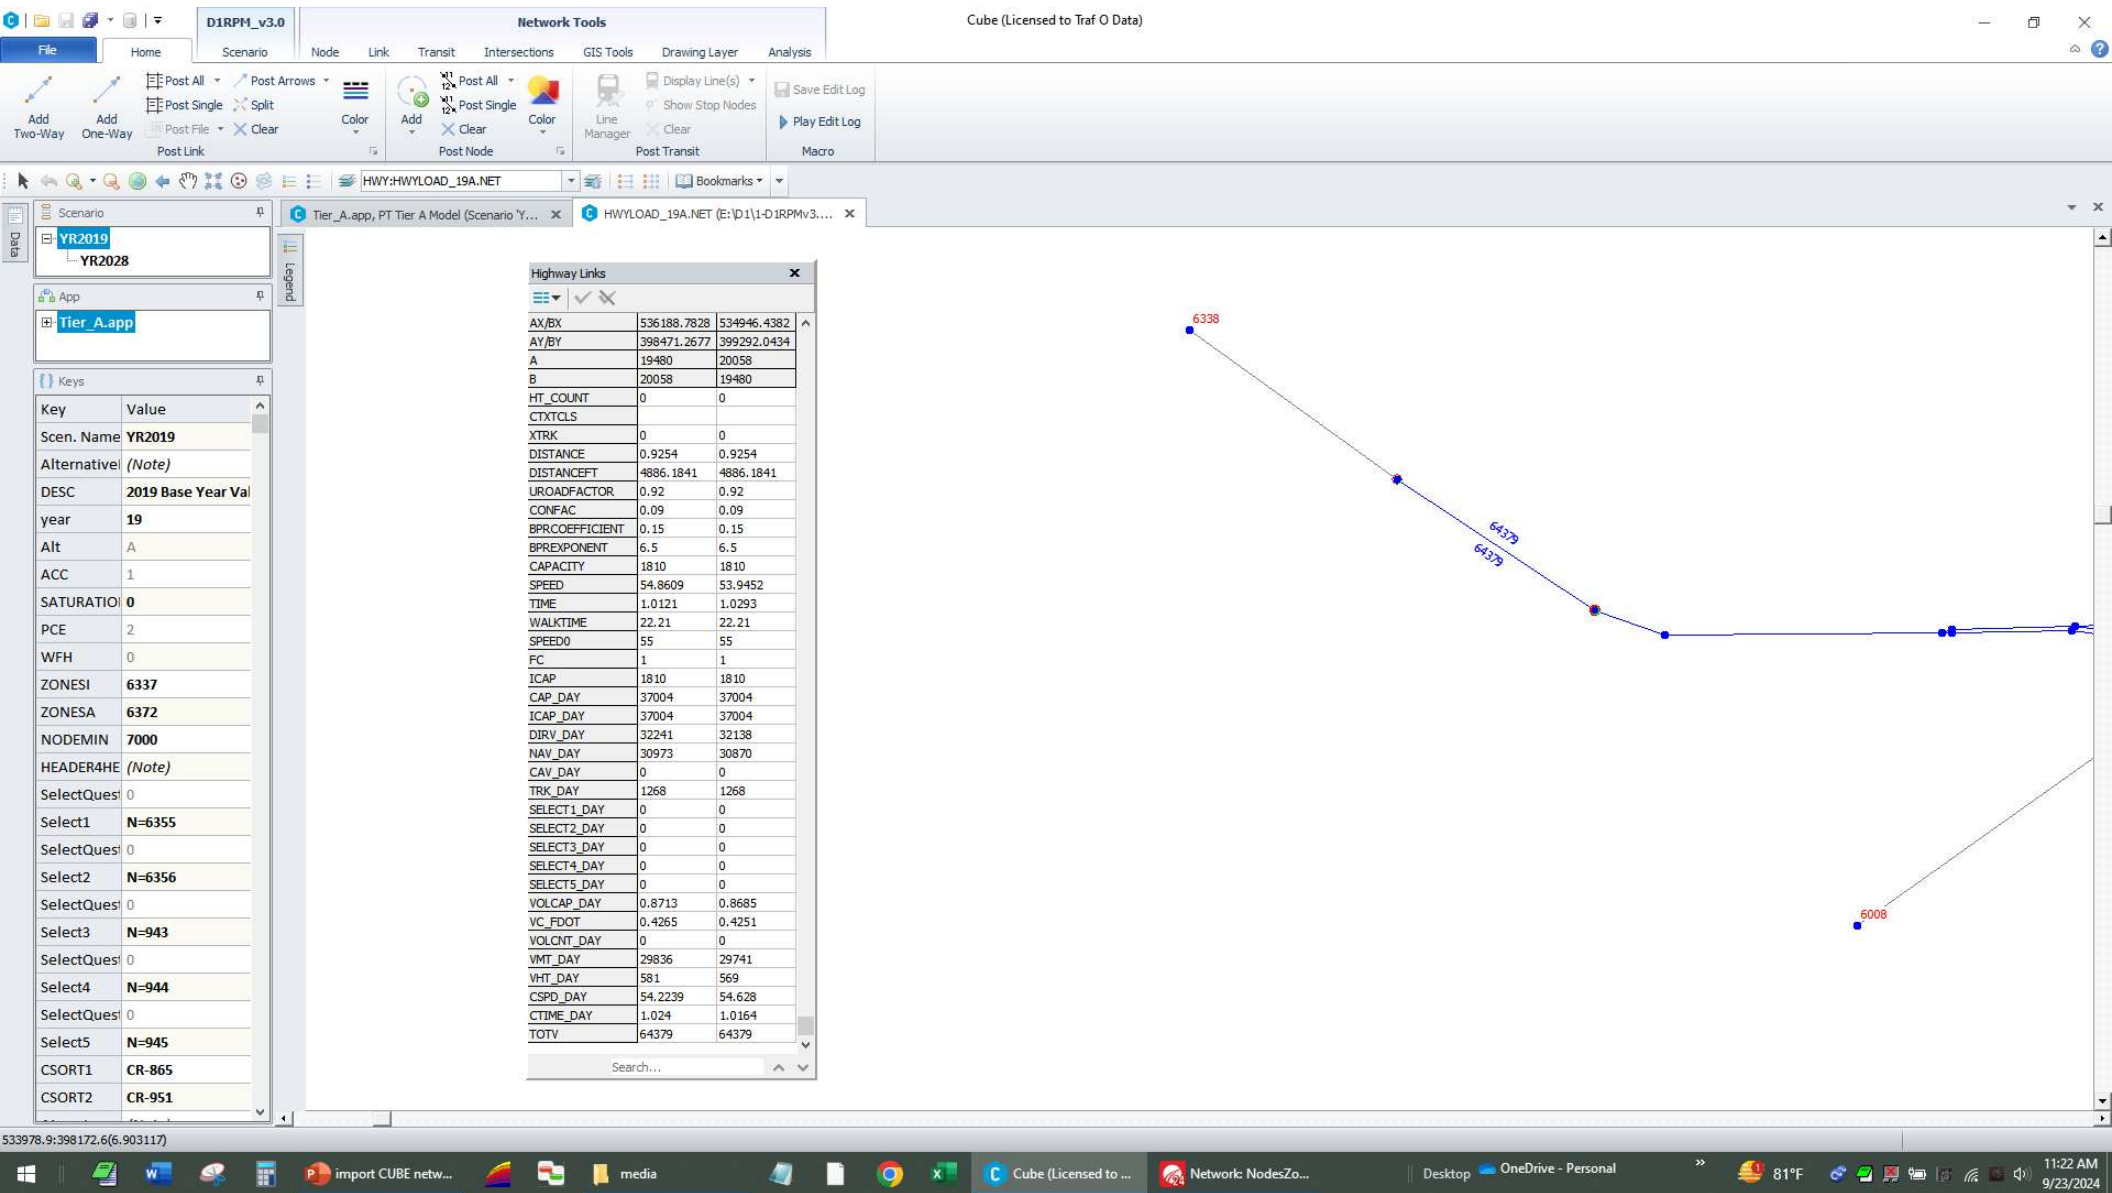 D1RPM_v3.0
Network Tools
Cube (Licensed to Traf O Data)
File
Home
Scenario
Node
Link
Transit
Intersections
GIS Tools
Drawing Layer
Analysis
Add Two-Way
Add One-Way
Post All
Post Single
Post File
Post Arrows
Split
Clear
Color
Post Link
Add
Post All
Post Single
Clear
Color
Post Node
Line Manager
Display Line(s)
Show Stop Nodes
Clear
Post Transit
Save Edit Log
Play Edit Log
Macro
HWY:HWYLOAD_19A.NET
Bookmarks
Data
Scenario
YR2019
YR2028
App
Tier_A.app
Keys
Key Value
Scen. Name YR2019
Alternative (Note)
DESC 2019 Base Year Val
year 19
Alt A
ACC 1
SATURATIO 0
PCE 2
WFH 0
ZONESI 6337
ZONESA 6372
NODEMIN 7000
HEADER4HE (Note)
SelectQuest 0
Select1 N=6355
SelectQuest 0
Select2 N=6356
SelectQuest 0
Select3 N=943
SelectQuest 0
Select4 N=944
SelectQuest 0
Select5 N=945
CSORT1 CR-865
CSORT2 CR-951
Legend
Tier_A.app, PT Tier A Model (Scenario 'Y...
HWYLOAD_19A.NET (E:\D1\1-D1RPMv3....
Highway Links
AX/BX 536188.7828 534946.4382
AY/BY 398471.2677 399292.0434
A 19480 20058
B 20058 19480
HT_COUNT 0 0
CTXTCLS
XTRK 0 0
DISTANCE 0.9254 0.9254
DISTANCEFT 4886.1841 4886.1841
UROADFACTOR 0.92 0.92
CONFAC 0.09 0.09
BPRCOEFFICIENT 0.15 0.15
BPREXPONENT 6.5 6.5
CAPACITY 1810 1810
SPEED 54.8609 53.9452
TIME 1.0121 1.0293
WALKTIME 22.21 22.21
SPEED0 55 55
FC 1 1
ICAP 1810 1810
CAP_DAY 37004 37004
ICAP_DAY 37004 37004
DIRV_DAY 32241 32138
NAV_DAY 30973 30870
CAV_DAY 0 0
TRK_DAY 1268 1268
SELECT1_DAY 0 0
SELECT2_DAY 0 0
SELECT3_DAY 0 0
SELECT4_DAY 0 0
SELECT5_DAY 0 0
VOLCAP_DAY 0.8713 0.8685
VC_FDOT 0.4265 0.4251
VOLCNT_DAY 0 0
VMT_DAY 29836 29741
VHT_DAY 581 569
CSPD_DAY 54.2239 54.628
CTIME_DAY 1.024 1.0164
TOTV 64379 64379
Search...
6338
64379
64379
6008
533978.9:398172.6(6.903117)
import CUBE netw...
media
Cube (Licensed to ...
Network: NodesZo...
Desktop
OneDrive - Personal
81°F
11:22 AM
9/23/2024